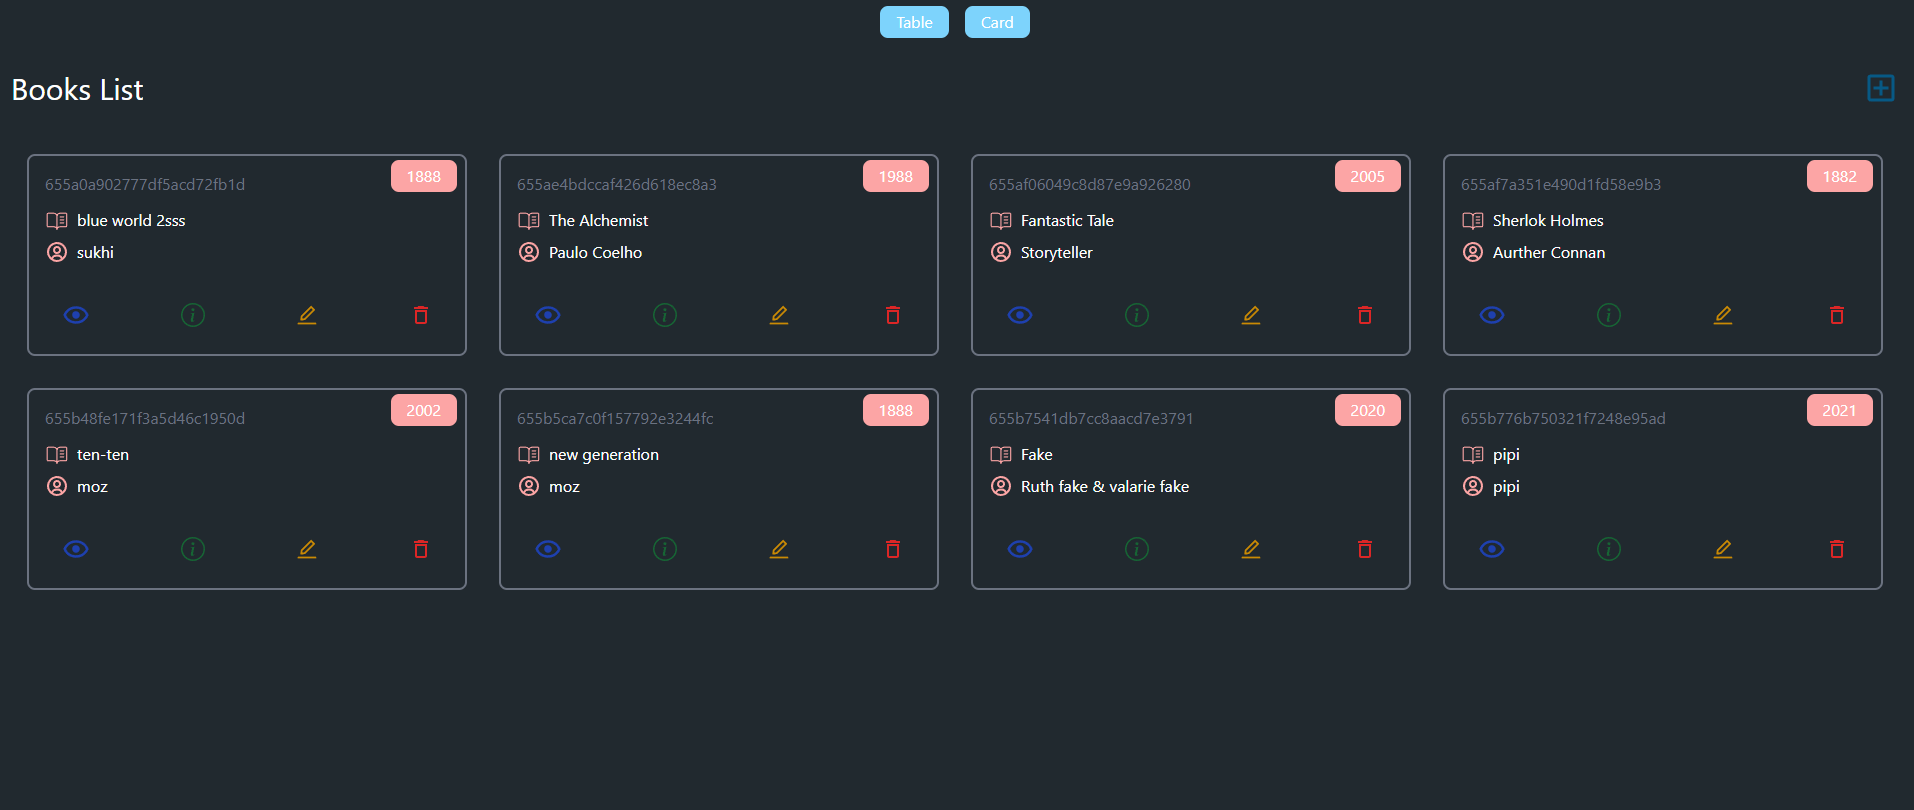 Table Card
Books List
655a0a902777df5acd72fb1d 1888
blue world 2sss
sukhi
655ae4bdccaf426d618ec8a3 1988
The Alchemist
Paulo Coelho
655af06049c8d87e9a926280 2005
Fantastic Tale
Storyteller
655af7a351e490d1fd58e9b3 1882
Sherlok Holmes
Aurther Connan
655b48fe171f3a5d46c1950d 2002
ten-ten
moz
655b5ca7c0f157792e3244fc 1888
new generation
moz
655b7541db7cc8aacd7e3791 2020
Fake
Ruth fake & valarie fake
655b776b750321f7248e95ad 2021
pipi
pipi